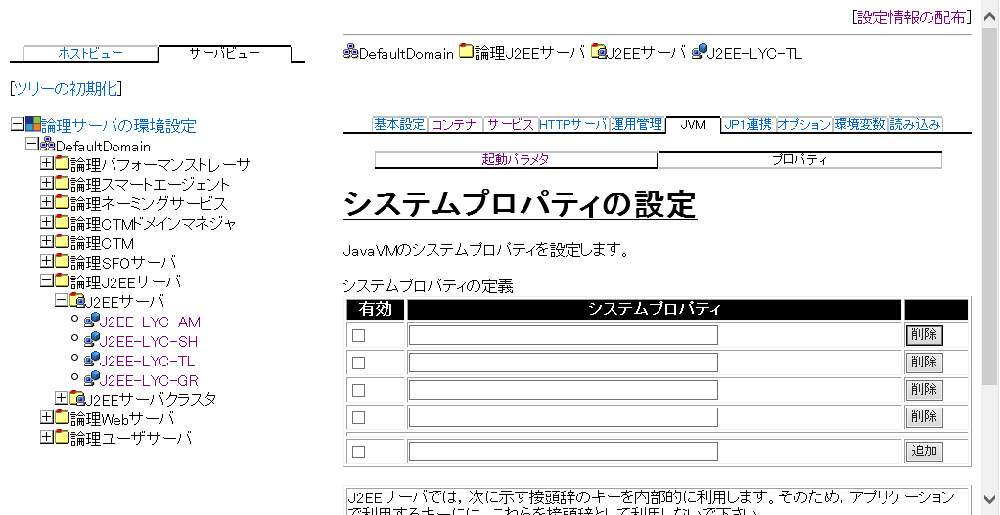 [設定情報の配布]
ホストビュー サーバビュー
DefaultDomain 論理J2EEサーバ J2EEサーバ J2EE-LYC-TL
[ツリーの初期化]
論理サーバの環境設定
DefaultDomain
論理パフォーマンストレーサ
論理スマートエージェント
論理ネーミングサービス
論理CTMドメインマネジャ
論理CTM
論理SFOサーバ
論理J2EEサーバ
J2EEサーバ
J2EE-LYC-AM
J2EE-LYC-SH
J2EE-LYC-TL
J2EE-LYC-GR
J2EEサーバクラスタ
論理Webサーバ
論理ユーザサーバ
基本設定 コンテナ サービス HTTPサーバ 運用管理 JVM JP1連携 オプション 環境変数 読み込み
起動パラメタ プロパティ
システムプロパティの設定
JavaVMのシステムプロパティを設定します。
システムプロパティの定義
有効 システムプロパティ
削除
削除
削除
削除
追加
J2EEサーバでは，次に示す接頭辞のキーを内部的に利用します。そのため，アプリケーション
で利用するキーには，これらを接頭辞として利用しないで下さい。